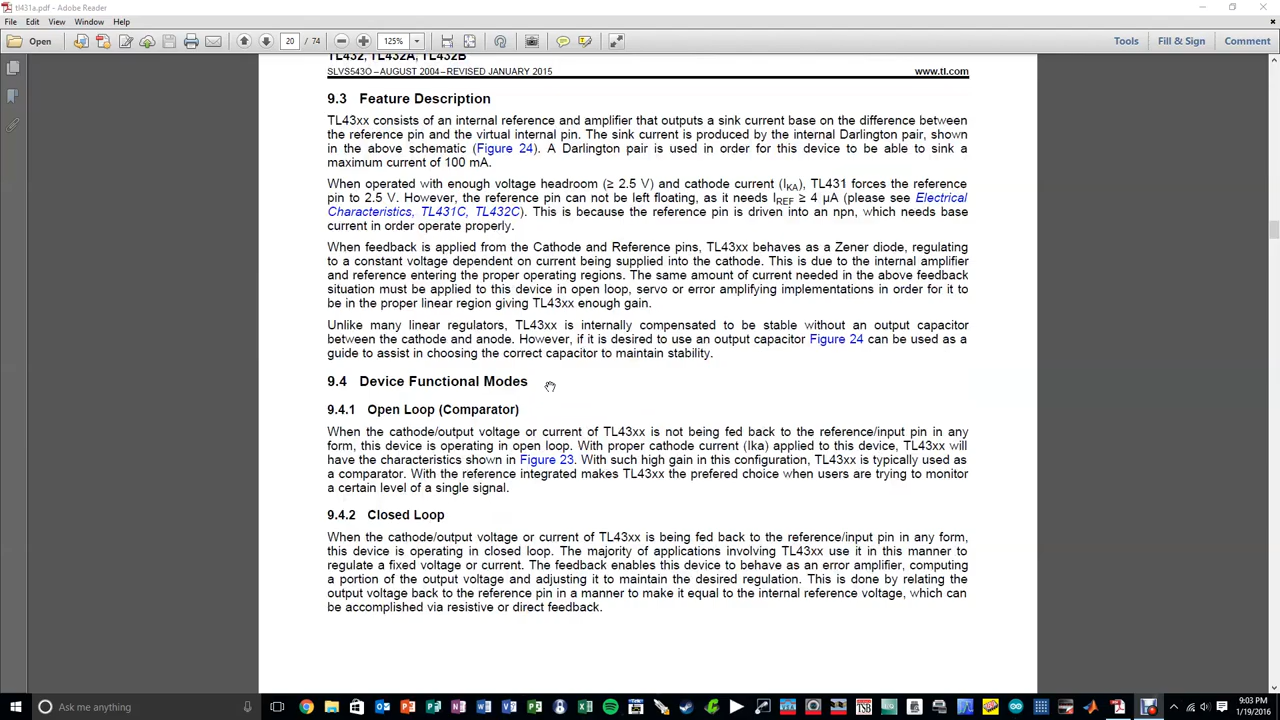 tl431a.pdf - Adobe Reader
File Edit View Window Help
Open 20 / 74 125% Tools Fill & Sign Comment
TL432, TL432A, TL432B
SLVS543O – AUGUST 2004 – REVISED JANUARY 2015 www.ti.com
9.3 Feature Description
TL43xx consists of an internal reference and amplifier that outputs a sink current base on the difference between
the reference pin and the virtual internal pin. The sink current is produced by the internal Darlington pair, shown
in the above schematic (Figure 24). A Darlington pair is used in order for this device to be able to sink a
maximum current of 100 mA.
When operated with enough voltage headroom (≥ 2.5 V) and cathode current (IKA), TL431 forces the reference
pin to 2.5 V. However, the reference pin can not be left floating, as it needs IREF ≥ 4 µA (please see Electrical
Characteristics, TL431C, TL432C). This is because the reference pin is driven into an npn, which needs base
current in order operate properly.
When feedback is applied from the Cathode and Reference pins, TL43xx behaves as a Zener diode, regulating
to a constant voltage dependent on current being supplied into the cathode. This is due to the internal amplifier
and reference entering the proper operating regions. The same amount of current needed in the above feedback
situation must be applied to this device in open loop, servo or error amplifying implementations in order for it to
be in the proper linear region giving TL43xx enough gain.
Unlike many linear regulators, TL43xx is internally compensated to be stable without an output capacitor
between the cathode and anode. However, if it is desired to use an output capacitor Figure 24 can be used as a
guide to assist in choosing the correct capacitor to maintain stability.
9.4 Device Functional Modes
9.4.1 Open Loop (Comparator)
When the cathode/output voltage or current of TL43xx is not being fed back to the reference/input pin in any
form, this device is operating in open loop. With proper cathode current (Ika) applied to this device, TL43xx will
have the characteristics shown in Figure 23. With such high gain in this configuration, TL43xx is typically used as
a comparator. With the reference integrated makes TL43xx the prefered choice when users are trying to monitor
a certain level of a single signal.
9.4.2 Closed Loop
When the cathode/output voltage or current of TL43xx is being fed back to the reference/input pin in any form,
this device is operating in closed loop. The majority of applications involving TL43xx use it in this manner to
regulate a fixed voltage or current. The feedback enables this device to behave as an error amplifier, computing
a portion of the output voltage and adjusting it to maintain the desired regulation. This is done by relating the
output voltage back to the reference pin in a manner to make it equal to the internal reference voltage, which can
be accomplished via resistive or direct feedback.
Ask me anything
9:03 PM
1/19/2016